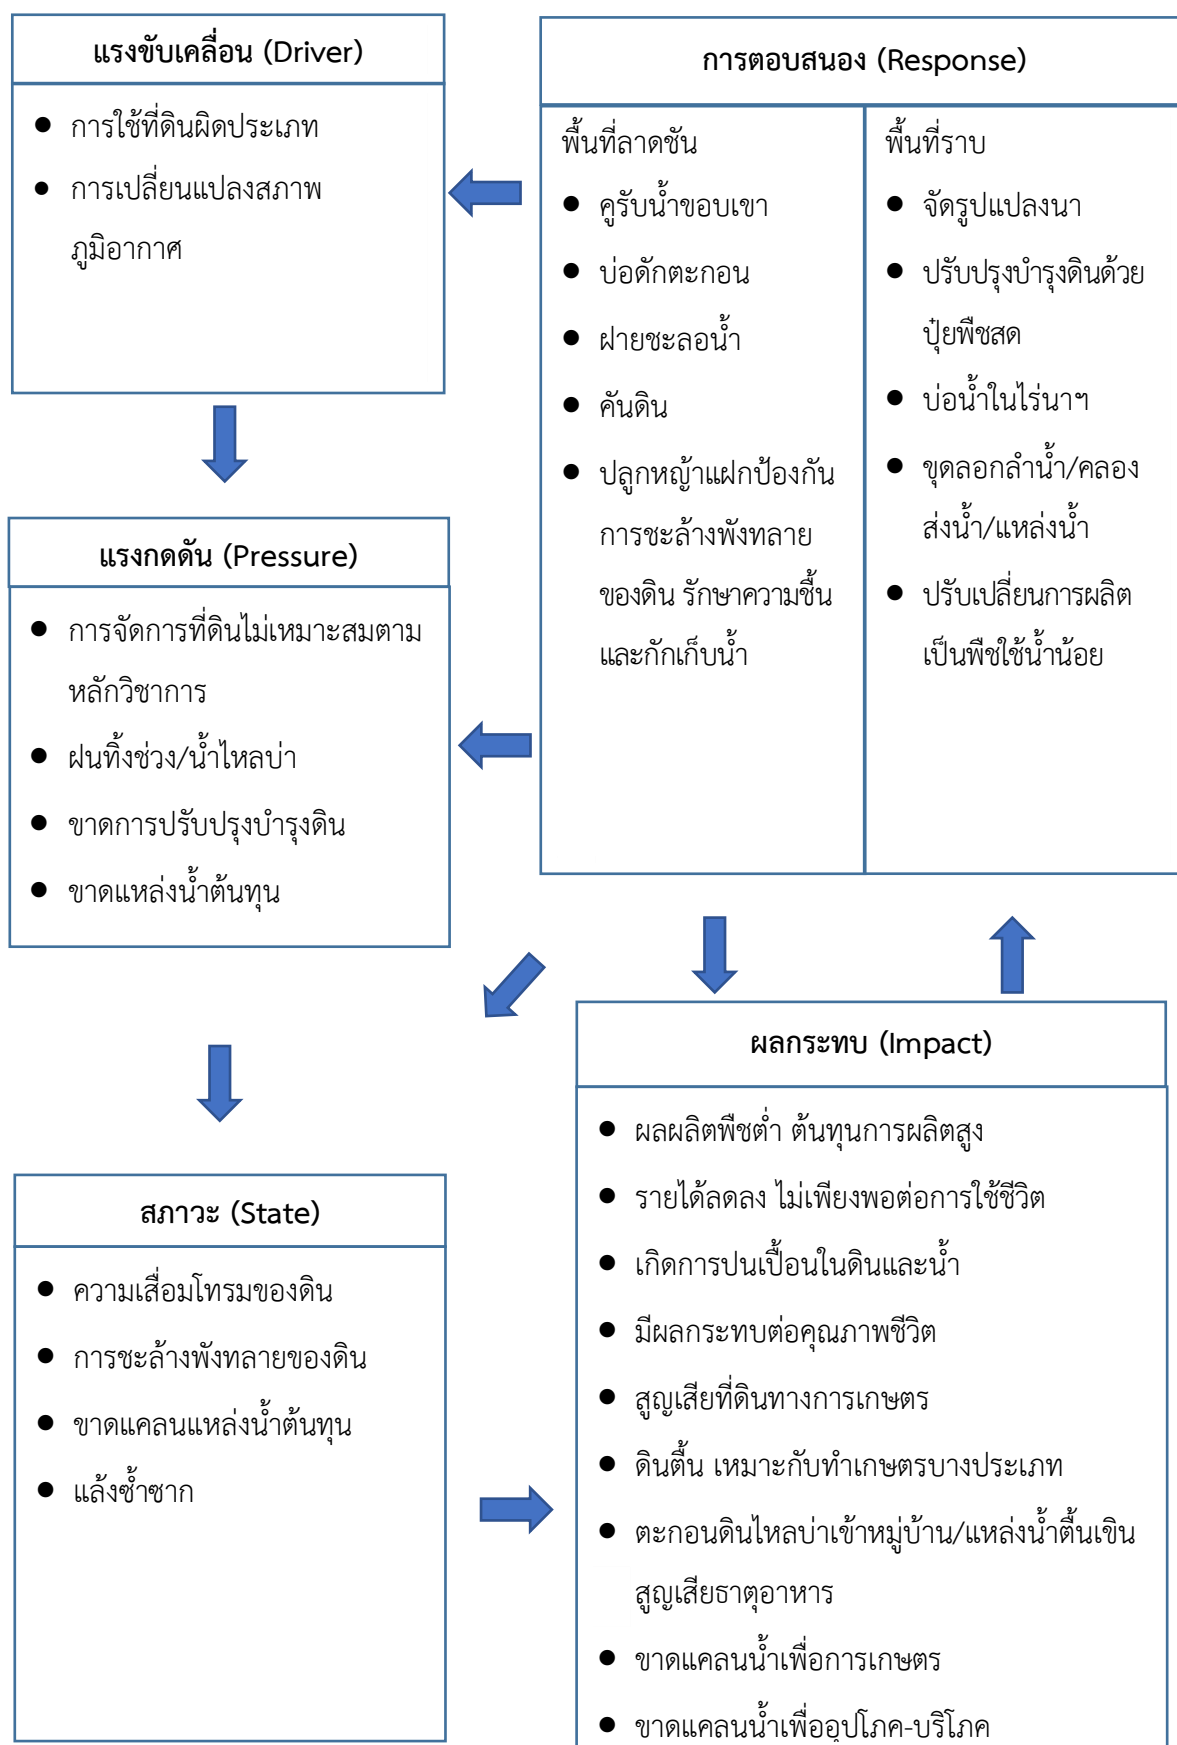 แรงขับเคลื่อน (Driver)
● การใช้ที่ดินผิดประเภท
● การเปลี่ยนแปลงสภาพ
ภูมิอากาศ
การตอบสนอง (Response)
พื้นที่ลาดชัน
● คูรับน้ำขอบเขา
● บ่อดักตะกอน
● ฝายชะลอน้ำ
● คันดิน
● ปลูกหญ้าแฝกป้องกัน
การชะล้างพังทลาย
ของดิน รักษาความชื้น
และกักเก็บน้ำ
พื้นที่ราบ
● จัดรูปแปลงนา
● ปรับปรุงบำรุงดินด้วย
ปุ๋ยพืชสด
● บ่อน้ำในไร่นาฯ
● ขุดลอกลำน้ำ/คลอง
ส่งน้ำ/แหล่งน้ำ
● ปรับเปลี่ยนการผลิต
เป็นพืชใช้น้ำน้อย
แรงกดดัน (Pressure)
● การจัดการที่ดินไม่เหมาะสมตาม
หลักวิชาการ
● ฝนทิ้งช่วง/น้ำไหลบ่า
● ขาดการปรับปรุงบำรุงดิน
● ขาดแหล่งน้ำต้นทุน
สภาวะ (State)
● ความเสื่อมโทรมของดิน
● การชะล้างพังทลายของดิน
● ขาดแคลนแหล่งน้ำต้นทุน
● แล้งซ้ำซาก
ผลกระทบ (Impact)
● ผลผลิตพืชต่ำ ต้นทุนการผลิตสูง
● รายได้ลดลง ไม่เพียงพอต่อการใช้ชีวิต
● เกิดการปนเปื้อนในดินและน้ำ
● มีผลกระทบต่อคุณภาพชีวิต
● สูญเสียที่ดินทางการเกษตร
● ดินตื้น เหมาะกับทำเกษตรบางประเภท
● ตะกอนดินไหลบ่าเข้าหมู่บ้าน/แหล่งน้ำตื้นเขิน
สูญเสียธาตุอาหาร
● ขาดแคลนน้ำเพื่อการเกษตร
● ขาดแคลนน้ำเพื่ออุปโภค-บริโภค